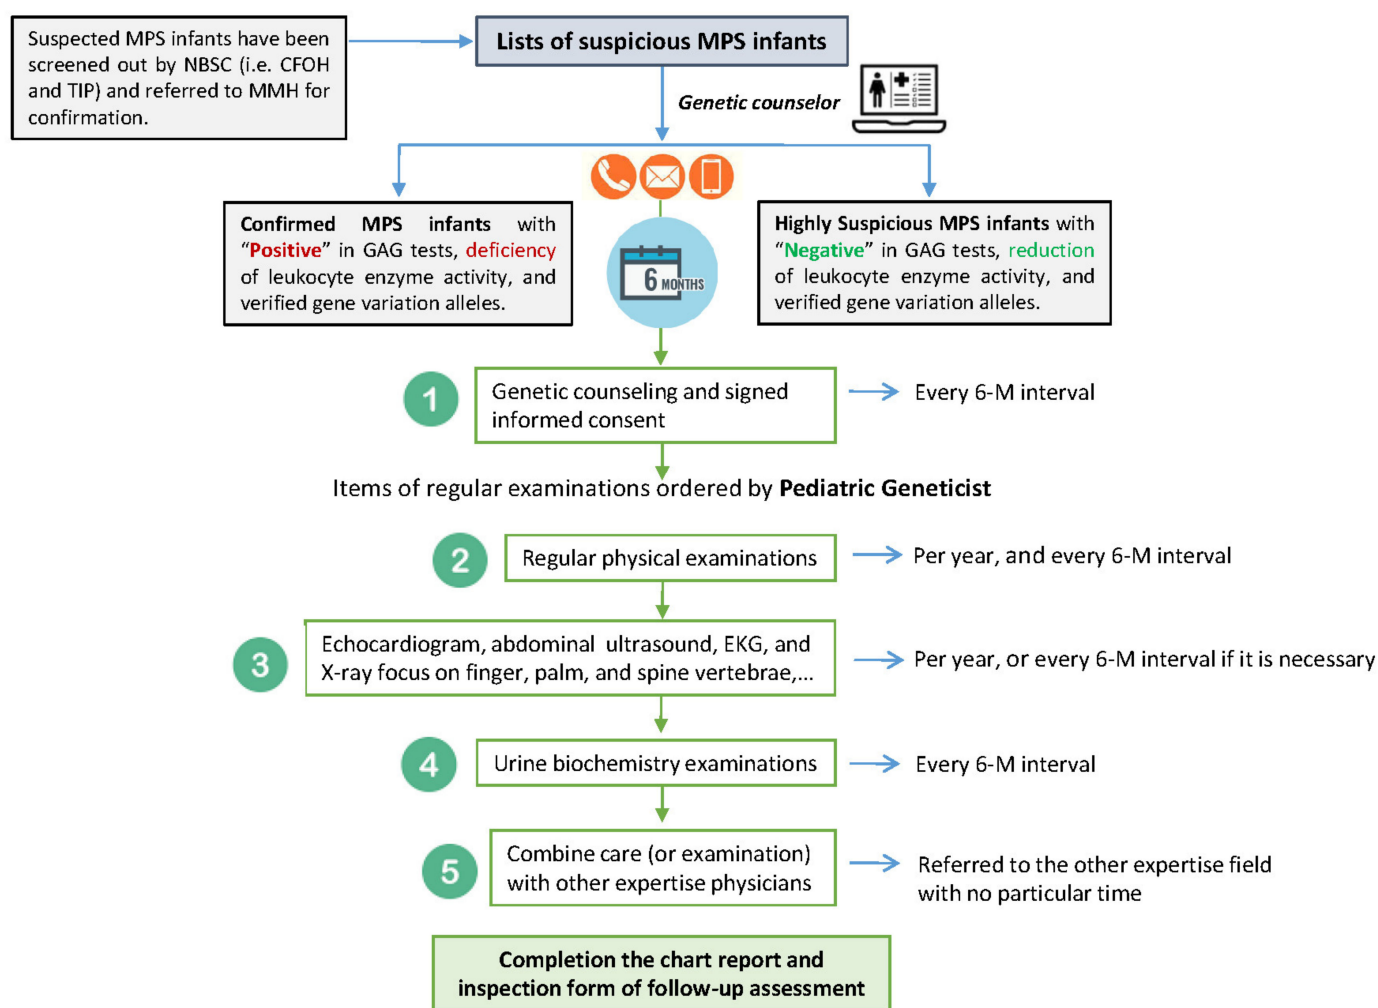 Suspected MPS infants have been
screened out by NBSC (i.e. CFOH
and TIP) and referred to MMH for
confirmation.
Lists of suspicious MPS infants
Genetic counselor
Confirmed MPS infants with
“Positive” in GAG tests, deficiency
of leukocyte enzyme activity, and
verified gene variation alleles.
6 MONTHS
Highly Suspicious MPS infants with
“Negative” in GAG tests, reduction
of leukocyte enzyme activity, and
verified gene variation alleles.
1
Genetic counseling and signed
informed consent
Every 6-M interval
Items of regular examinations ordered by Pediatric Geneticist
2
Regular physical examinations
Per year, and every 6-M interval
3
Echocardiogram, abdominal ultrasound, EKG, and
X-ray focus on finger, palm, and spine vertebrae,...
Per year, or every 6-M interval if it is necessary
4
Urine biochemistry examinations
Every 6-M interval
5
Combine care (or examination)
with other expertise physicians
Referred to the other expertise field
with no particular time
Completion the chart report and
inspection form of follow-up assessment